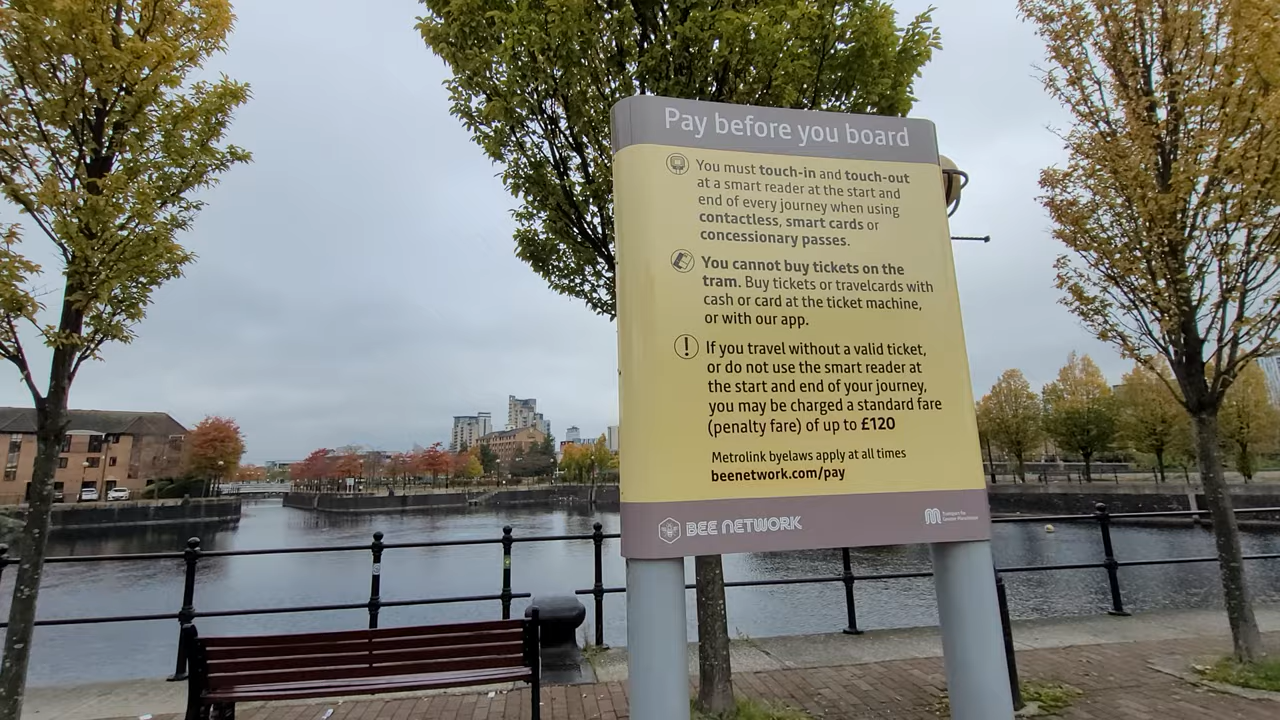 Pay before you board
You must touch-in and touch-out
at a smart reader at the start and
end of every journey when using
contactless, smart cards or
concessionary passes.
You cannot buy tickets on the
tram. Buy tickets or travelcards with
cash or card at the ticket machine,
or with our app.
If you travel without a valid ticket,
or do not use the smart reader at
the start and end of your journey,
you may be charged a standard fare
(penalty fare) of up to £120
Metrolink byelaws apply at all times
beenetwork.com/pay
BEE NETWORK
Transport for
Greater Manchester